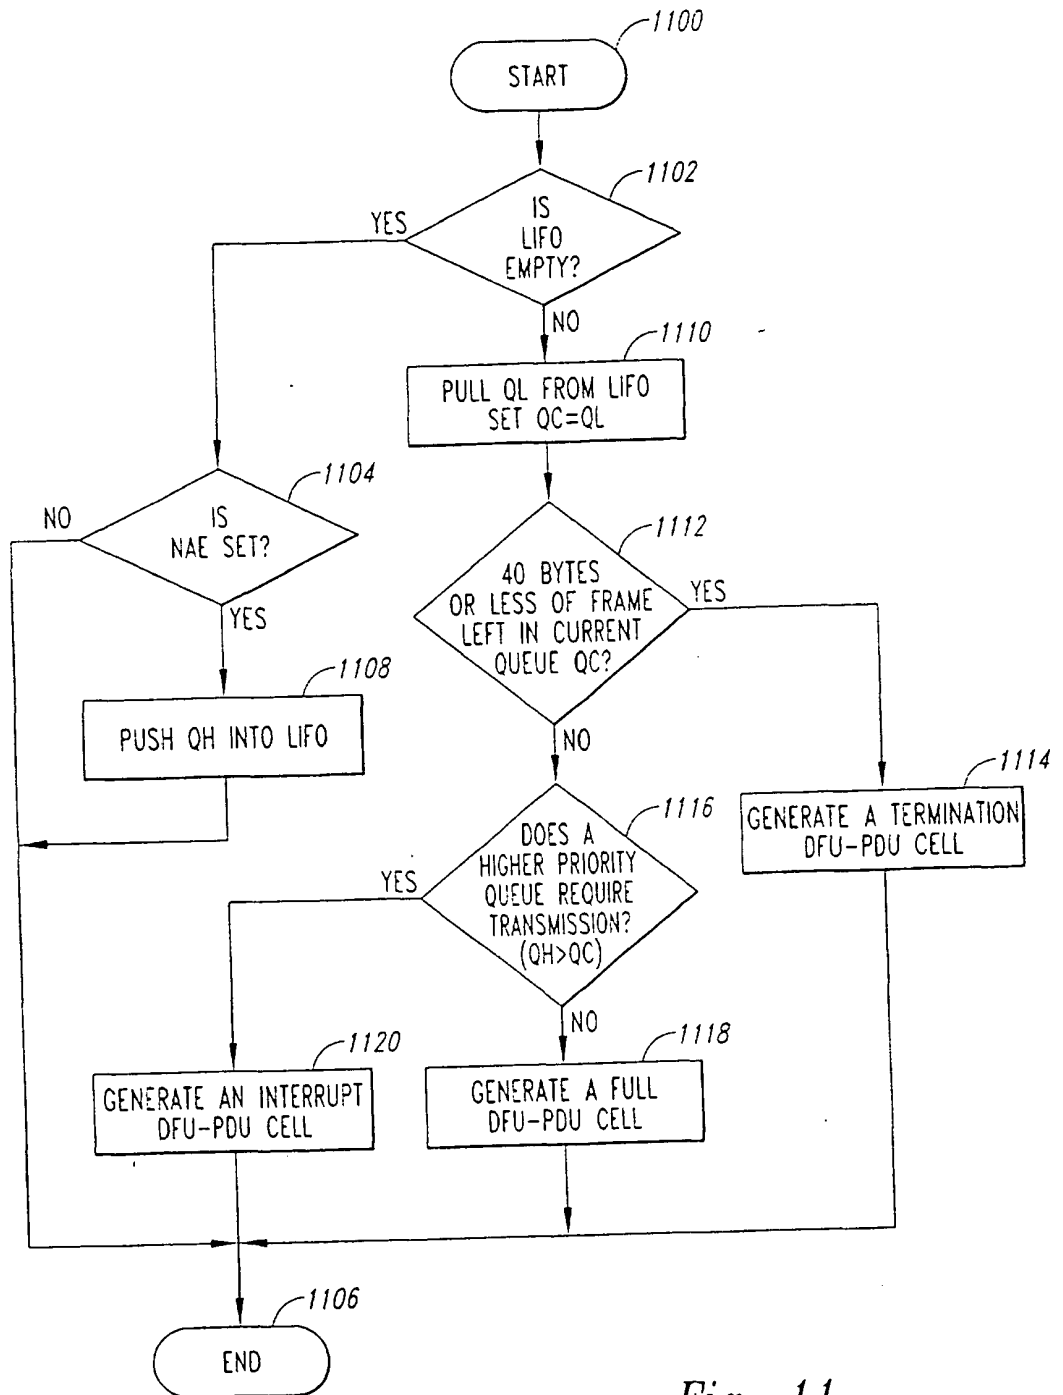 1100
START
1102
IS
LIFO
EMPTY?
YES
NO
1110
PULL QL FROM LIFO
SET QC=QL
1104
IS
NAE SET?
NO
YES
1112
40 BYTES
OR LESS OF FRAME
LEFT IN CURRENT
QUEUE QC?
YES
NO
1108
PUSH QH INTO LIFO
1114
GENERATE A TERMINATION
DFU-PDU CELL
1116
DOES A
HIGHER PRIORITY
QUEUE REQUIRE
TRANSMISSION?
(QH>QC)
YES
NO
1120
GENERATE AN INTERRUPT
DFU-PDU CELL
1118
GENERATE A FULL
DFU-PDU CELL
1106
END
Fig. 11